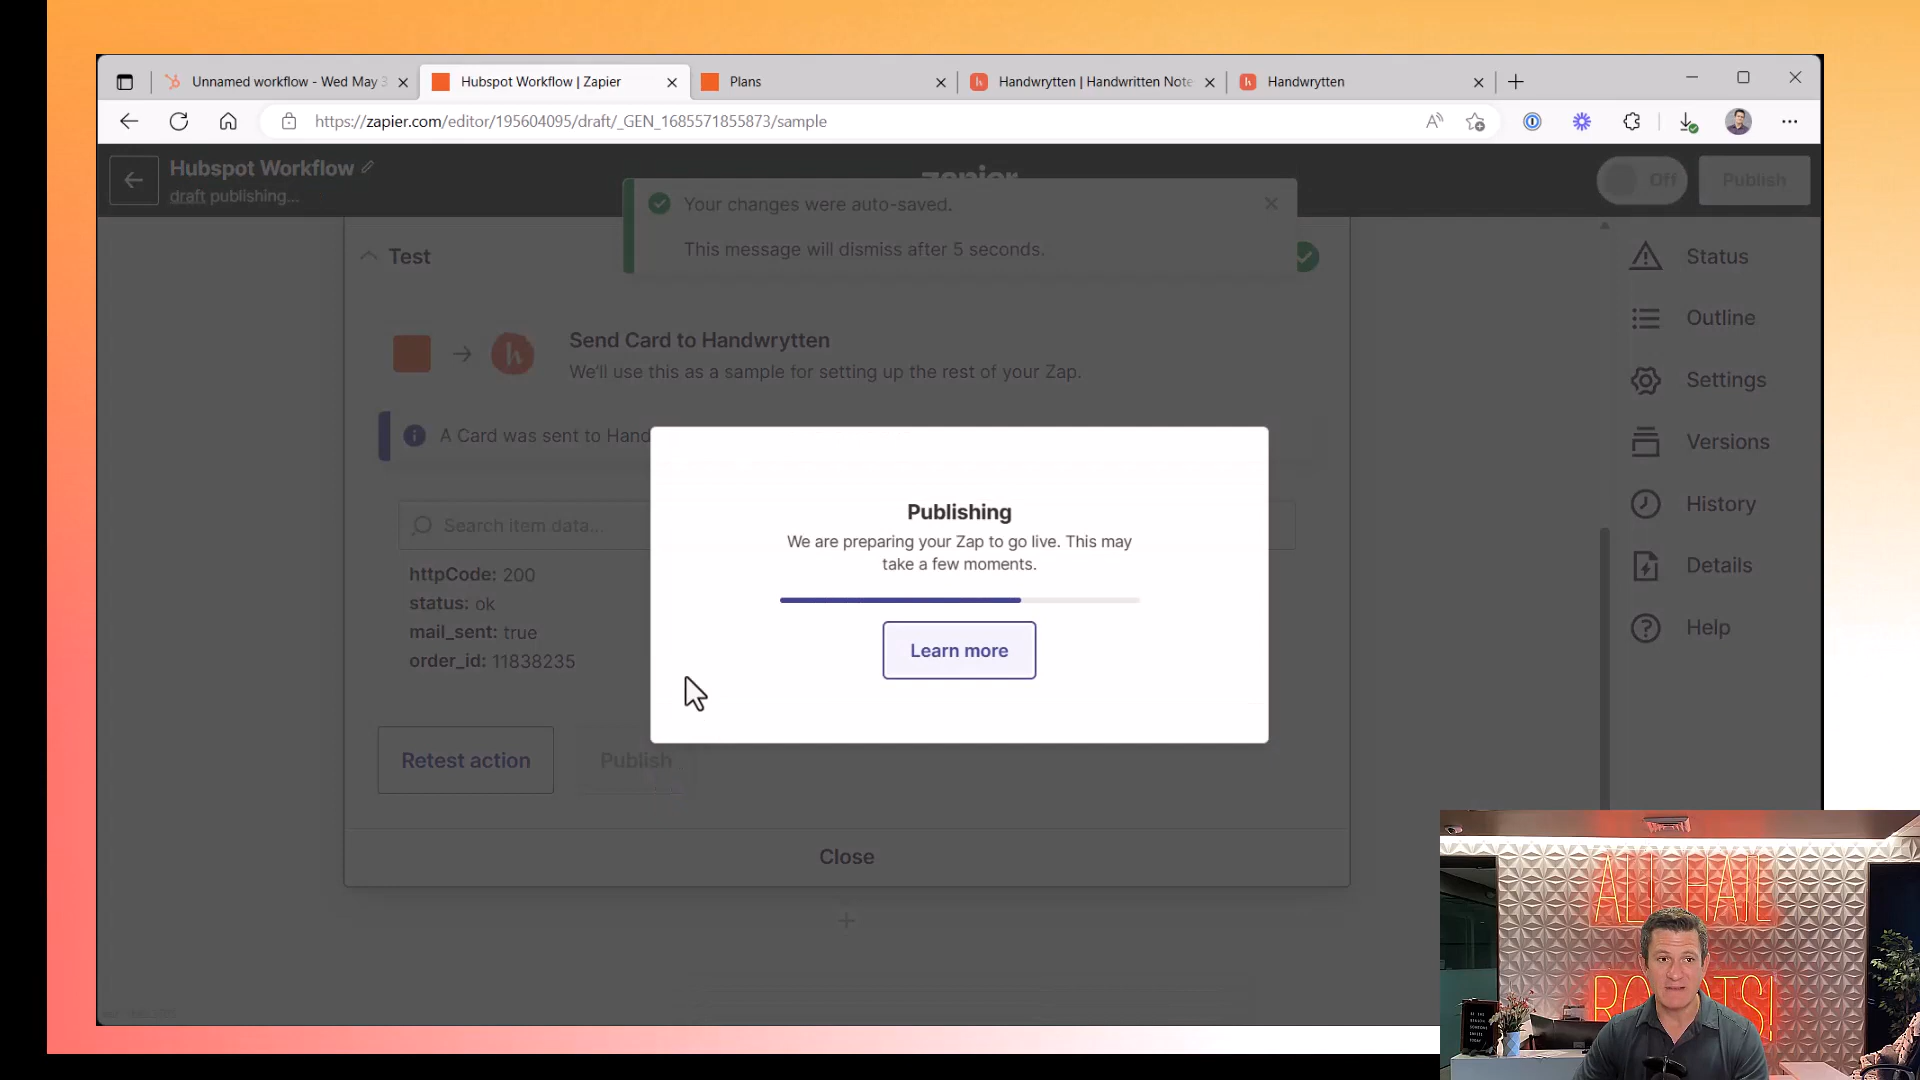 Unnamed workflow - Wed May 3
Hubspot Workflow | Zapier
Plans
Handwrytten | Handwritten Note
Handwrytten
https://zapier.com/editor/195604095/draft/_GEN_1685571855873/sample
Hubspot Workflow
draft publishing...
zapier
Off
Publish
Your changes were auto-saved.
This message will dismiss after 5 seconds.
Test
Send Card to Handwrytten
We'll use this as a sample for setting up the rest of your Zap.
A Card was sent to Hand
Search item data...
httpCode: 200
status: ok
mail_sent: true
order_id: 11838235
Retest action
Publish
Close
Publishing
We are preparing your Zap to go live. This may
take a few moments.
Learn more
Status
Outline
Settings
Versions
History
Details
Help
ALL HAIL
ROBOTS!